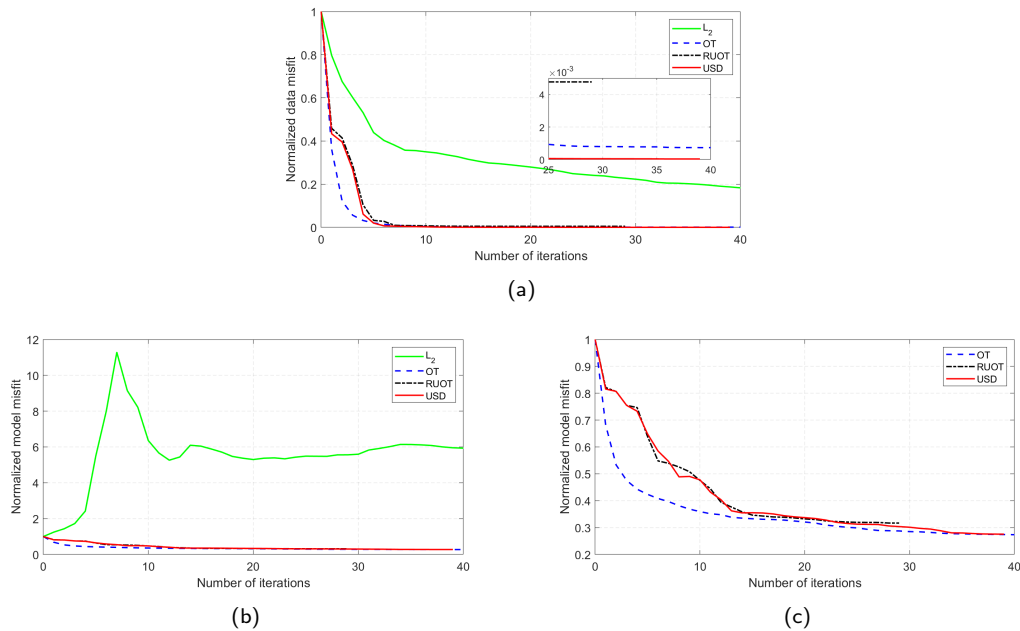 1
0.8
0.6
0.4
0.2
0
Normalized data misfit
0
10
20
30
40
Number of iterations
L2
OT
RUOT
USD
×10-3
4
2
0
25
30
35
40
(a)
12
10
8
6
4
2
0
Normalized model misfit
0
10
20
30
40
Number of iterations
L2
OT
RUOT
USD
(b)
1
0.9
0.8
0.7
0.6
0.5
0.4
0.3
0.2
Normalized model misfit
0
10
20
30
40
Number of iterations
OT
RUOT
USD
(c)